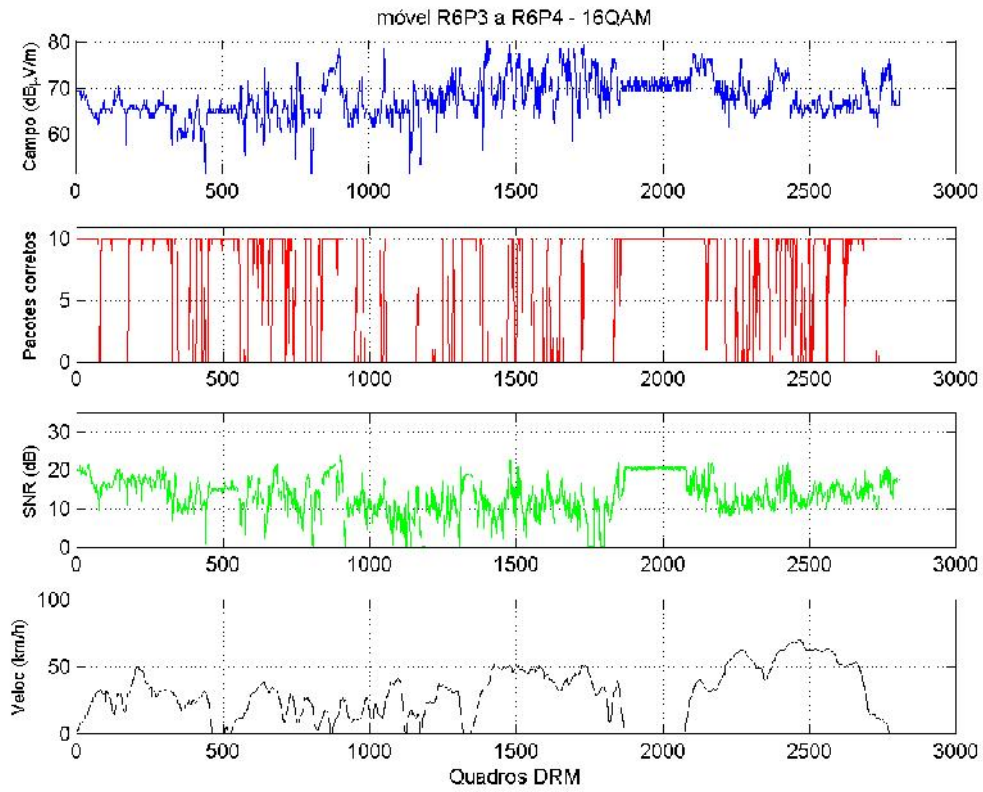 móvel R6P3 a R6P4 - 16QAM
Campo (dBµV/m)
80
70
60
0 500 1000 1500 2000 2500 3000
Pacotes corretos
10
5
0
0 500 1000 1500 2000 2500 3000
SNR (dB)
30
20
10
0
0 500 1000 1500 2000 2500 3000
Veloc (km/h)
100
50
0
0 500 1000 1500 2000 2500 3000
Quadros DRM